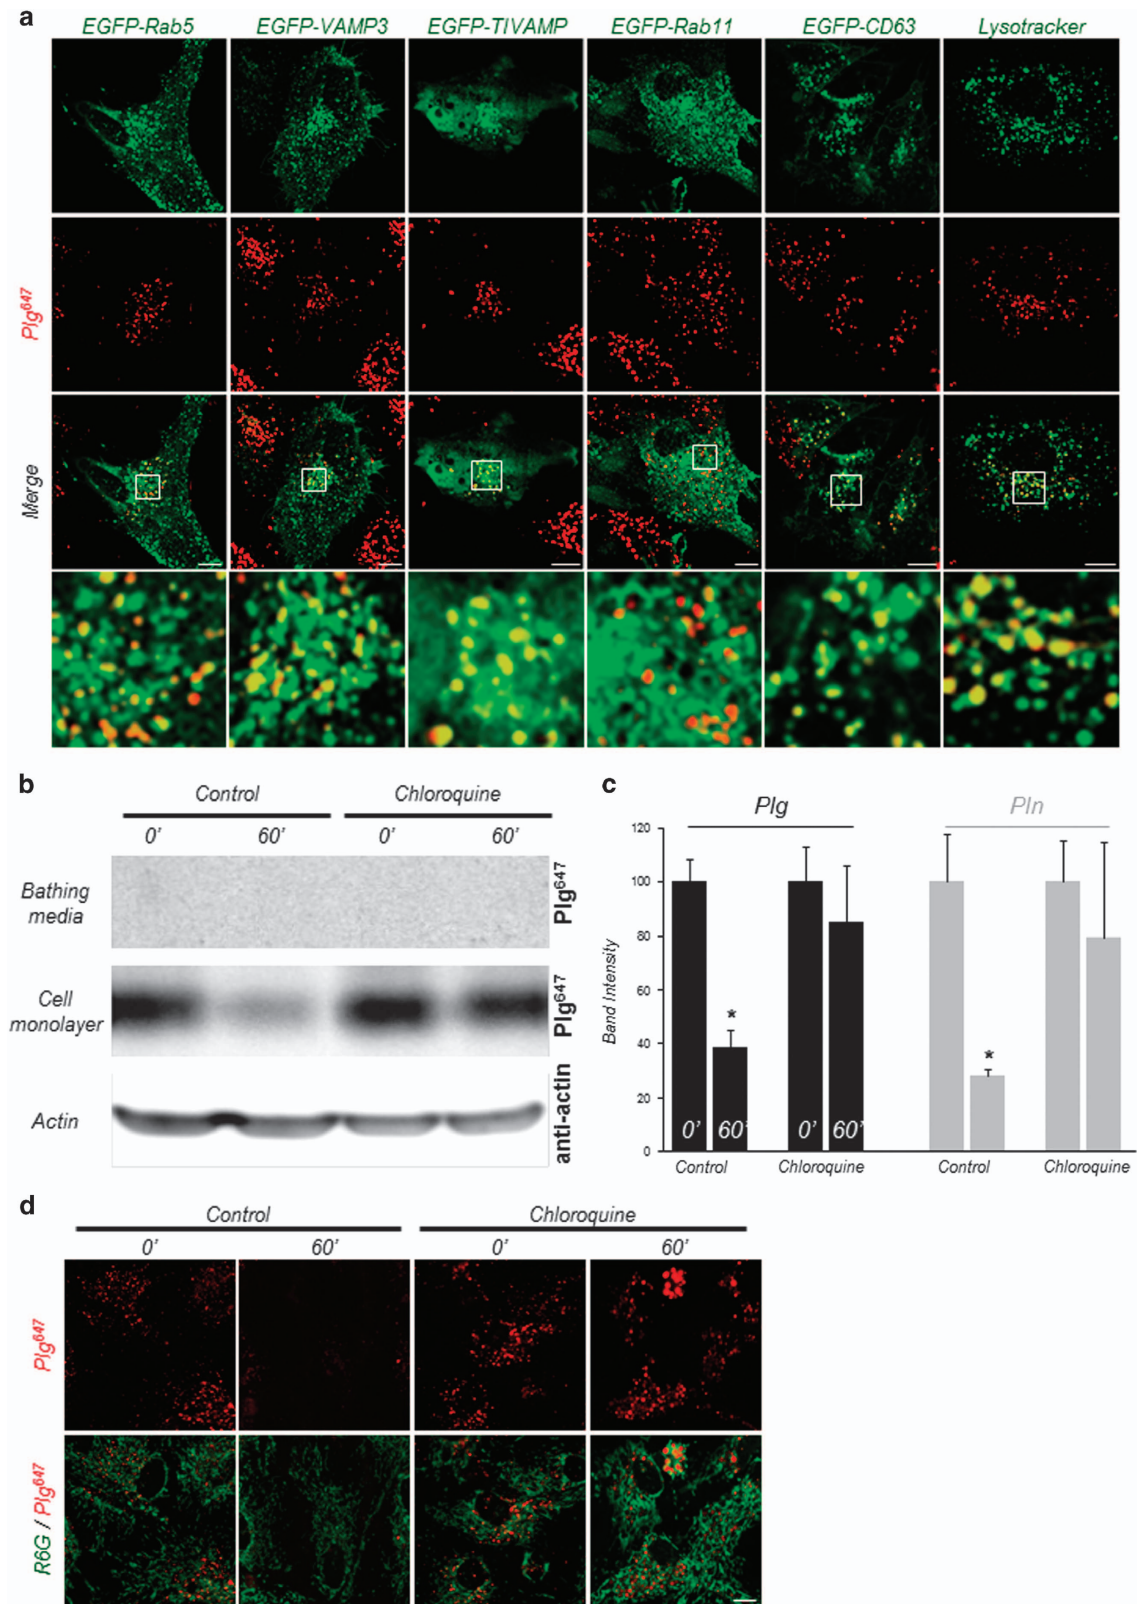 a
EGFP-Rab5 EGFP-VAMP3 EGFP-TIVAMP EGFP-Rab11 EGFP-CD63 Lysotracker
Plg647
Merge
b
Control Chloroquine
0' 60' 0' 60'
Bathing media
Plg647
Cell monolayer
Plg647
Actin
anti-actin
c
Plg Pln
120
100
80
60
40
20
0
Band Intensity
*
*
0' 60' 0' 60'
Control Chloroquine Control Chloroquine
d
Control Chloroquine
0' 60' 0' 60'
Plg647
R6G / Plg647